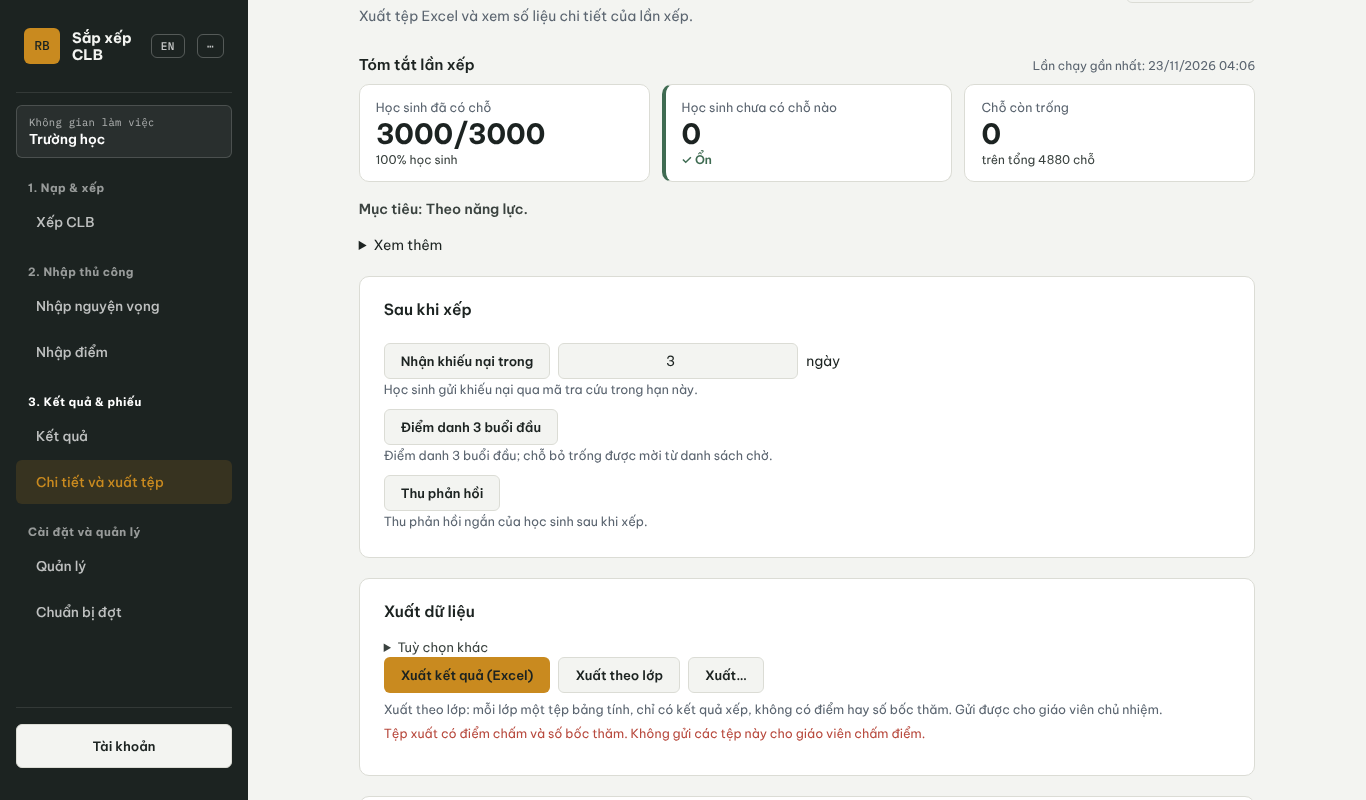 RB
Sắp xếp CLB
EN
…
Không gian làm việc
Trường học
1. Nạp & xếp
Xếp CLB
2. Nhập thủ công
Nhập nguyện vọng
Nhập điểm
3. Kết quả & phiếu
Kết quả
Chi tiết và xuất tệp
Cài đặt và quản lý
Quản lý
Chuẩn bị đợt
Tài khoản
Xuất tệp Excel và xem số liệu chi tiết của lần xếp.
Tóm tắt lần xếp
Lần chạy gần nhất: 23/11/2026 04:06
Học sinh đã có chỗ
3000/3000
100% học sinh
Học sinh chưa có chỗ nào
0
✓ Ổn
Chỗ còn trống
0
trên tổng 4880 chỗ
Mục tiêu: Theo năng lực.
▶ Xem thêm
Sau khi xếp
Nhận khiếu nại trong 3 ngày
Học sinh gửi khiếu nại qua mã tra cứu trong hạn này.
Điểm danh 3 buổi đầu
Điểm danh 3 buổi đầu; chỗ bỏ trống được mời từ danh sách chờ.
Thu phản hồi
Thu phản hồi ngắn của học sinh sau khi xếp.
Xuất dữ liệu
▶ Tuỳ chọn khác
Xuất kết quả (Excel) Xuất theo lớp Xuất…
Xuất theo lớp: mỗi lớp một tệp bảng tính, chỉ có kết quả xếp, không có điểm hay số bốc thăm. Gửi được cho giáo viên chủ nhiệm.
Tệp xuất có điểm chấm và số bốc thăm. Không gửi các tệp này cho giáo viên chấm điểm.